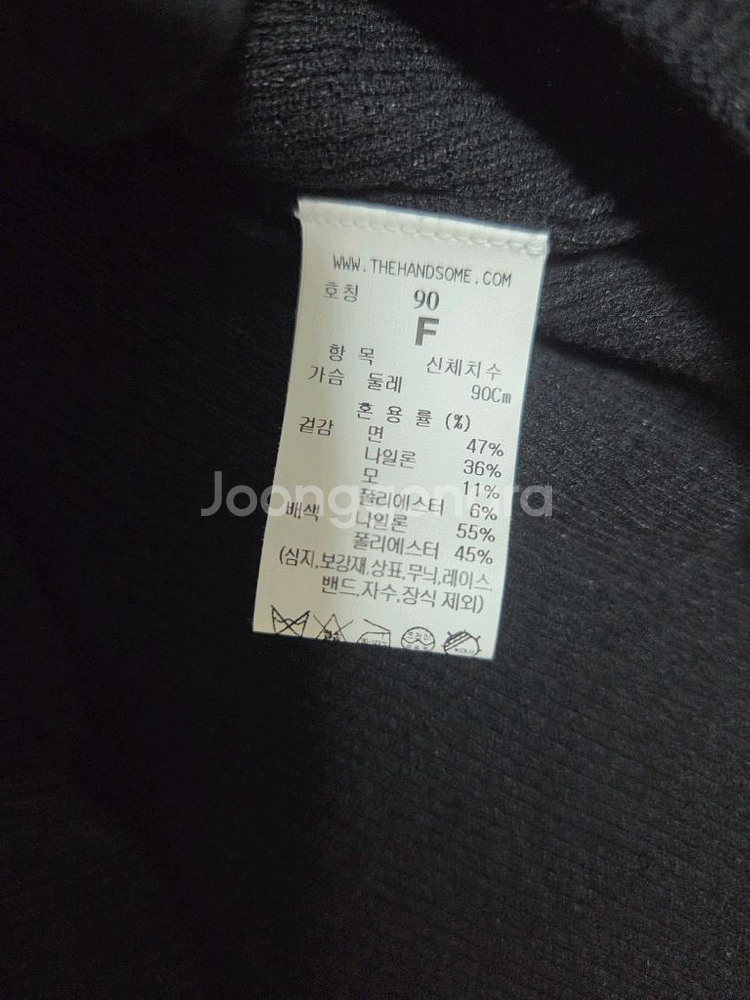 WWW.THEHANDSOME.COM
호칭 90
F
항 목 신체치수
가슴 둘레 90Cm
혼 용 률 (%)
겉감 면 47%
나일론 36%
모 11%
폴리에스터 6%
배색 나일론 55%
폴리에스터 45%
(심지,보강재,상표,무늬,레이스,
밴드,자수,장식 제외)
Joonggonara